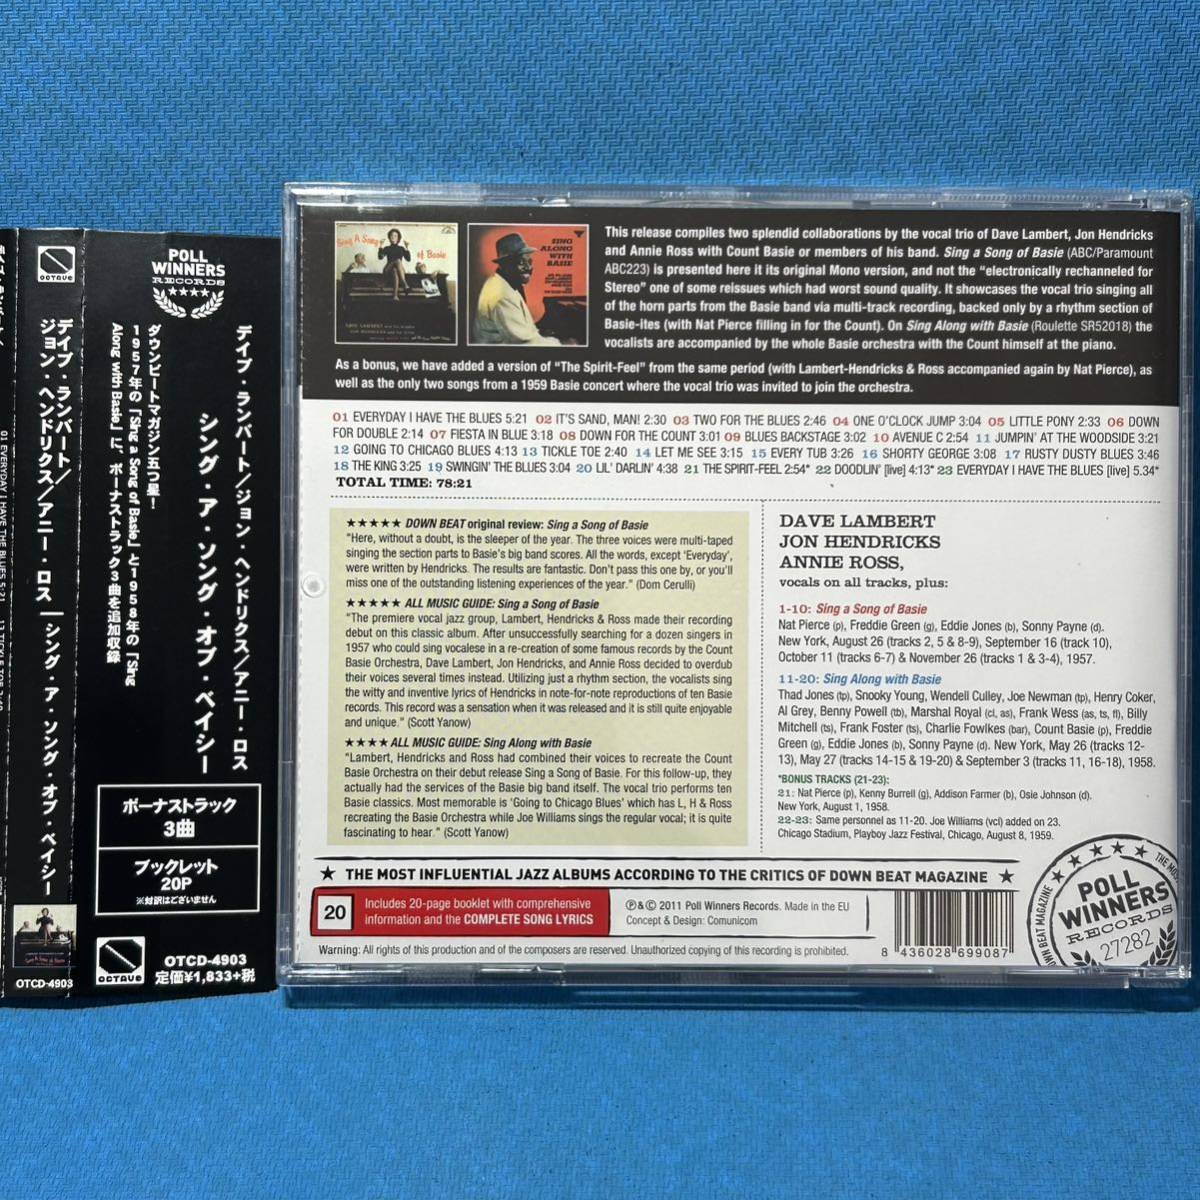 デイブ・ランバート/
ジョン・ヘンドリクス/アニー・ロス | シング・ア・ソング・オブ・ベイシー
OCTAVE
OTCD-4903
01 EVERYDAY I HAVE THE BLUES 5:21
POLL
WINNERS
RECORDS
デイブ・ランバート/ジョン・ヘンドリクス/アニー・ロス
シング・ア・ソング・オブ・ベイシー
ダウンビートマガジン五つ星!
1957年の「Sing a Song of Basie」と1958年の「Sing
Along with Basie」に、ボーナストラック3曲を追加収録
ボーナストラック
3曲
ブックレット
20P
※対訳はございません
OCTAVE
OTCD-4903
定価¥1,833+税
Sing A Song
of Basie
SING
ALONG
WITH
BASIE
This release compiles two splendid collaborations by the vocal trio of Dave Lambert, Jon Hendricks
and Annie Ross with Count Basie or members of his band. Sing a Song of Basie (ABC/Paramount
ABC223) is presented here it its original Mono version, and not the “electronically rechanneled for
Stereo” one of some reissues which had worst sound quality. It showcases the vocal trio singing all
of the horn parts from the Basie band via multi-track recording, backed only by a rhythm section of
Basie-ites (with Nat Pierce filling in for the Count). On Sing Along with Basie (Roulette SR52018) the
vocalists are accompanied by the whole Basie orchestra with the Count himself at the piano.
As a bonus, we have added a version of “The Spirit-Feel” from the same period (with Lambert-Hendricks & Ross accompanied again by Nat Pierce), as
well as the only two songs from a 1959 Basie concert where the vocal trio was invited to join the orchestra.
01 EVERYDAY I HAVE THE BLUES 5:21 02 IT'S SAND, MAN! 2:30 03 TWO FOR THE BLUES 2:46 04 ONE O'CLOCK JUMP 3:04 05 LITTLE PONY 2:33 06 DOWN
FOR DOUBLE 2:14 07 FIESTA IN BLUE 3:18 08 DOWN FOR THE COUNT 3:01 09 BLUES BACKSTAGE 3:02 10 AVENUE C 2:54 11 JUMPIN' AT THE WOODSIDE 3:21
12 GOING TO CHICAGO BLUES 4:13 13 TICKLE TOE 2:40 14 LET ME SEE 3:15 15 EVERY TUB 3:26 16 SHORTY GEORGE 3:08 17 RUSTY DUSTY BLUES 3:46
18 THE KING 3:25 19 SWINGIN' THE BLUES 3:04 20 LIL' DARLIN' 4:38 21 THE SPIRIT-FEEL 2:54* 22 DOODLIN' [live] 4:13* 23 EVERYDAY I HAVE THE BLUES [live] 5.34*
TOTAL TIME: 78:21
★★★★★ DOWN BEAT original review: Sing a Song of Basie
"Here, without a doubt, is the sleeper of the year. The three voices were multi-taped
singing the section parts to Basie's big band scores. All the words, except ‘Everyday’,
were written by Hendricks. The results are fantastic. Don't pass this one by, or you'll
miss one of the outstanding listening experiences of the year." (Dom Cerulli)
★★★★★ ALL MUSIC GUIDE: Sing a Song of Basie
"The premiere vocal jazz group, Lambert, Hendricks & Ross made their recording
debut on this classic album. After unsuccessfully searching for a dozen singers in
1957 who could sing vocalese in a re-creation of some famous records by the Count
Basie Orchestra, Dave Lambert, Jon Hendricks, and Annie Ross decided to overdub
their voices several times instead. Utilizing just a rhythm section, the vocalists sing
the witty and inventive lyrics of Hendricks in note-for-note reproductions of ten Basie
records. This record was a sensation when it was released and it is still quite enjoyable
and unique." (Scott Yanow)
★★★★ ALL MUSIC GUIDE: Sing Along with Basie
"Lambert, Hendricks and Ross had combined their voices to recreate the Count
Basie Orchestra on their debut release Sing a Song of Basie. For this follow-up, they
actually had the services of the Basie big band itself. The vocal trio performs ten
Basie classics. Most memorable is ‘Going to Chicago Blues’ which has L, H & Ross
recreating the Basie Orchestra while Joe Williams sings the regular vocal; it is quite
fascinating to hear." (Scott Yanow)
DAVE LAMBERT
JON HENDRICKS
ANNIE ROSS,
vocals on all tracks, plus:
1-10: Sing a Song of Basie
Nat Pierce (p), Freddie Green (g), Eddie Jones (b), Sonny Payne (d).
New York, August 26 (tracks 2, 5 & 8-9), September 16 (track 10),
October 11 (tracks 6-7) & November 26 (tracks 1 & 3-4), 1957.
11-20: Sing Along with Basie
Thad Jones (tp), Snooky Young, Wendell Culley, Joe Newman (tp), Henry Coker,
Al Grey, Benny Powell (tb), Marshal Royal (cl, as), Frank Wess (as, ts, fl), Billy
Mitchell (ts), Frank Foster (ts), Charlie Fowlkes (bar), Count Basie (p), Freddie
Green (g), Eddie Jones (b), Sonny Payne (d). New York, May 26 (tracks 12-
13), May 27 (tracks 14-15 & 19-20) & September 3 (tracks 11, 16-18), 1958.
*BONUS TRACKS (21-23):
21: Nat Pierce (p), Kenny Burrell (g), Addison Farmer (b), Osie Johnson (d).
New York, August 1, 1958.
22-23: Same personnel as 11-20. Joe Williams (vcl) added on 23.
Chicago Stadium, Playboy Jazz Festival, Chicago, August 8, 1959.
★ THE MOST INFLUENTIAL JAZZ ALBUMS ACCORDING TO THE CRITICS OF DOWN BEAT MAGAZINE ★
20
Includes 20-page booklet with comprehensive
information and the COMPLETE SONG LYRICS
℗&© 2011 Poll Winners Records. Made in the EU
Concept & Design: Comunicom
Warning: All rights of this production and of the composers are reserved. Unauthorized copying of this recording is prohibited.
8 436028 699087
POLL
WINNERS
RECORDS
27282